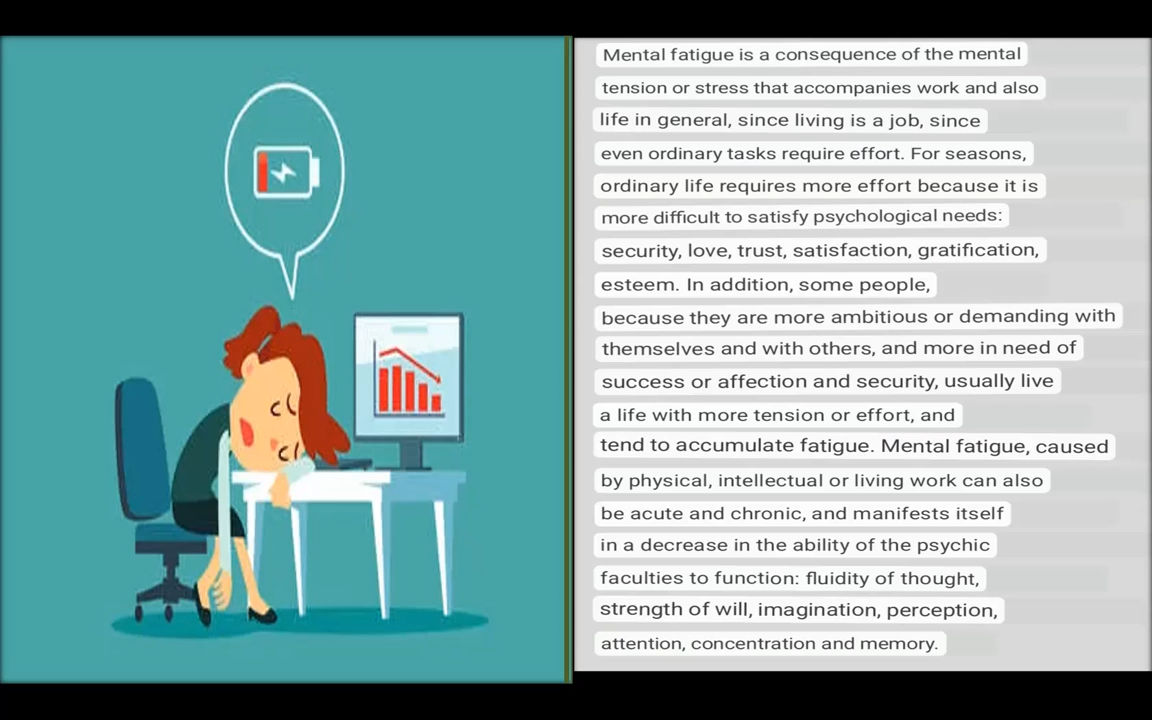 Mental fatigue is a consequence of the mental
tension or stress that accompanies work and also
life in general, since living is a job, since
even ordinary tasks require effort. For seasons,
ordinary life requires more effort because it is
more difficult to satisfy psychological needs:
security, love, trust, satisfaction, gratification,
esteem. In addition, some people,
because they are more ambitious or demanding with
themselves and with others, and more in need of
success or affection and security, usually live
a life with more tension or effort, and
tend to accumulate fatigue. Mental fatigue, caused
by physical, intellectual or living work can also
be acute and chronic, and manifests itself
in a decrease in the ability of the psychic
faculties to function: fluidity of thought,
strength of will, imagination, perception,
attention, concentration and memory.